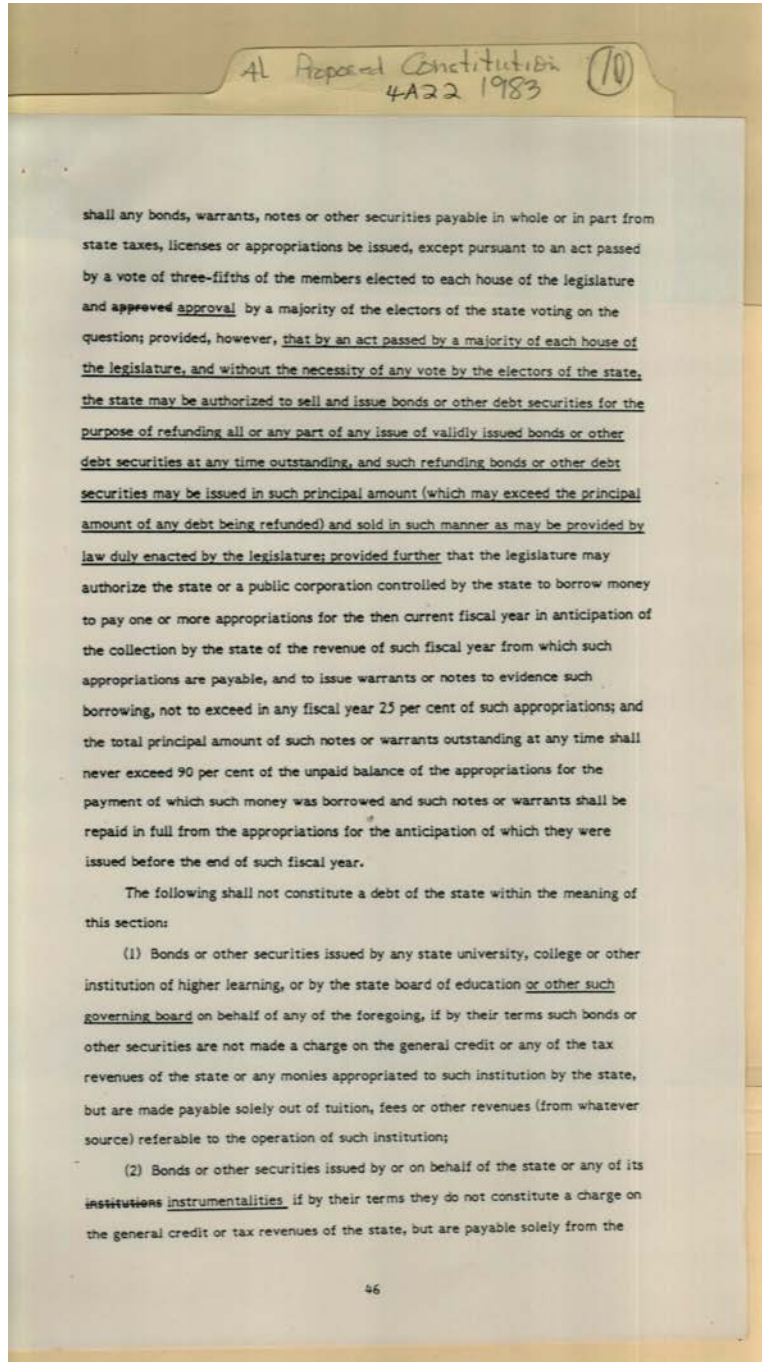 AL Proposed Constitution (10)
4A22 1983
shall any bonds, warrants, notes or other securities payable in whole or in part from
state taxes, licenses or appropriations be issued, except pursuant to an act passed
by a vote of three-fifths of the members elected to each house of the legislature
and approved approval by a majority of the electors of the state voting on the
question; provided, however, that by an act passed by a majority of each house of
the legislature, and without the necessity of any vote by the electors of the state,
the state may be authorized to sell and issue bonds or other debt securities for the
purpose of refunding all or any part of any issue of validly issued bonds or other
debt securities at any time outstanding, and such refunding bonds or other debt
securities may be issued in such principal amount (which may exceed the principal
amount of any debt being refunded) and sold in such manner as may be provided by
law duly enacted by the legislature; provided further that the legislature may
authorize the state or a public corporation controlled by the state to borrow money
to pay one or more appropriations for the then current fiscal year in anticipation of
the collection by the state of the revenue of such fiscal year from which such
appropriations are payable, and to issue warrants or notes to evidence such
borrowing, not to exceed in any fiscal year 25 per cent of such appropriations; and
the total principal amount of such notes or warrants outstanding at any time shall
never exceed 90 per cent of the unpaid balance of the appropriations for the
payment of which such money was borrowed and such notes or warrants shall be
repaid in full from the appropriations for the anticipation of which they were
issued before the end of such fiscal year.
The following shall not constitute a debt of the state within the meaning of
this section:
(1) Bonds or other securities issued by any state university, college or other
institution of higher learning, or by the state board of education or other such
governing board on behalf of any of the foregoing, if by their terms such bonds or
other securities are not made a charge on the general credit or any of the tax
revenues of the state or any monies appropriated to such institution by the state,
but are made payable solely out of tuition, fees or other revenues (from whatever
source) referable to the operation of such institution;
(2) Bonds or other securities issued by or on behalf of the state or any of its
institutions instrumentalities if by their terms they do not constitute a charge on
the general credit or tax revenues of the state, but are payable solely from the
46